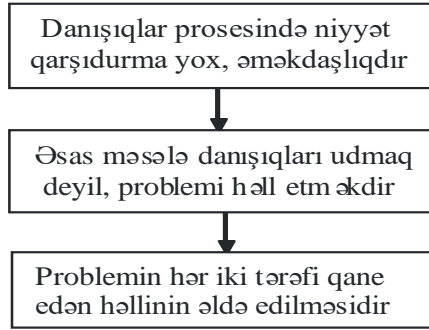 Danışıqlar prosesində niyyət
qarşıdurma yox, əməkdaşlıqdır
Əsas məsələ danışıqları udmaq
deyil, problemi həll etməkdir
Problemin hər iki tərəfi qane
edən həllinin əldə edilməsidir